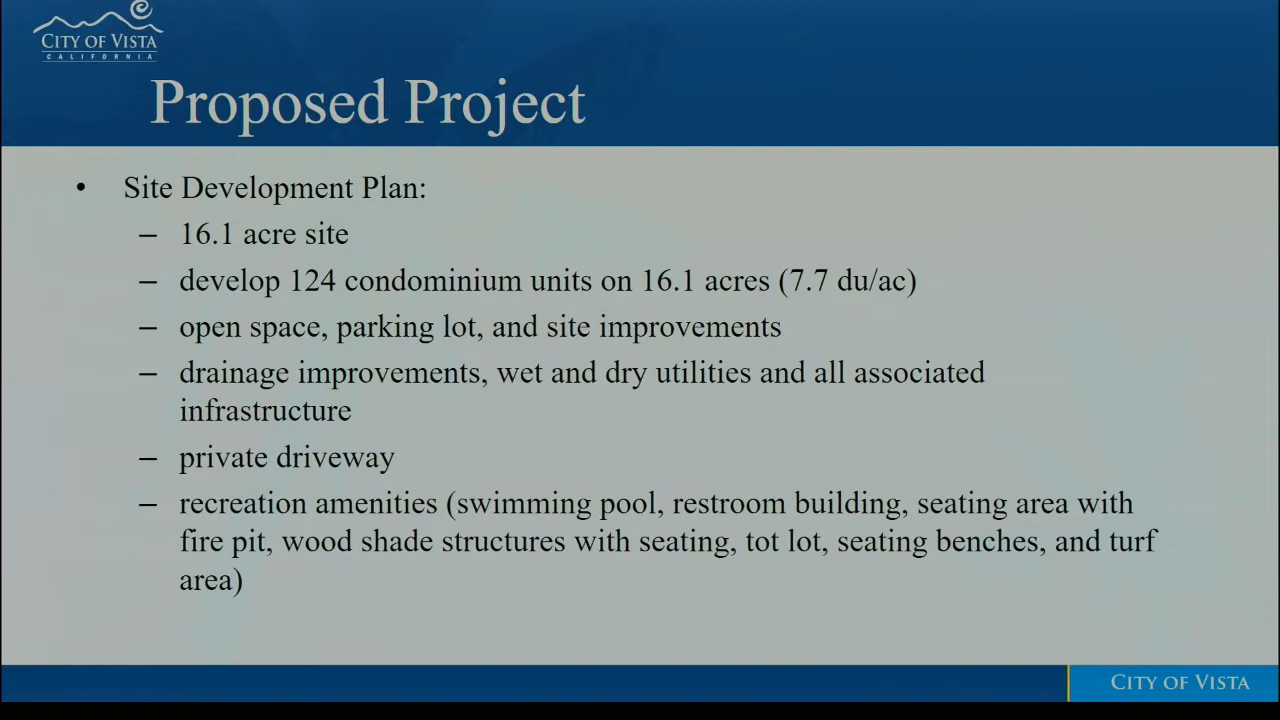 CITY OF VISTA
CALIFORNIA
Proposed Project
• Site Development Plan:
– 16.1 acre site
– develop 124 condominium units on 16.1 acres (7.7 du/ac)
– open space, parking lot, and site improvements
– drainage improvements, wet and dry utilities and all associated
infrastructure
– private driveway
– recreation amenities (swimming pool, restroom building, seating area with
fire pit, wood shade structures with seating, tot lot, seating benches, and turf
area)
CITY OF VISTA